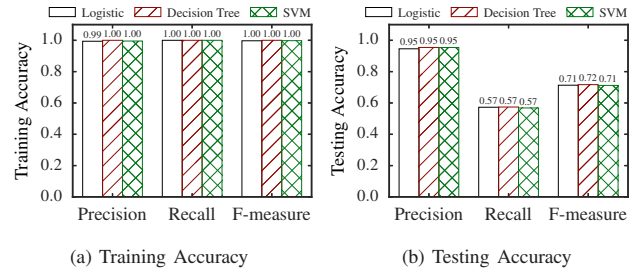 Logistic Decision Tree SVM
0.99 1.00 1.00 1.00 1.00 1.00 1.00 1.00 1.00
1.0
0.8
0.6
0.4
0.2
0.0
Training Accuracy
Precision Recall F-measure
(a) Training Accuracy
Logistic Decision Tree SVM
0.95 0.95 0.95
0.57 0.57 0.57
0.71 0.72 0.71
1.0
0.8
0.6
0.4
0.2
0.0
Testing Accuracy
Precision Recall F-measure
(b) Testing Accuracy